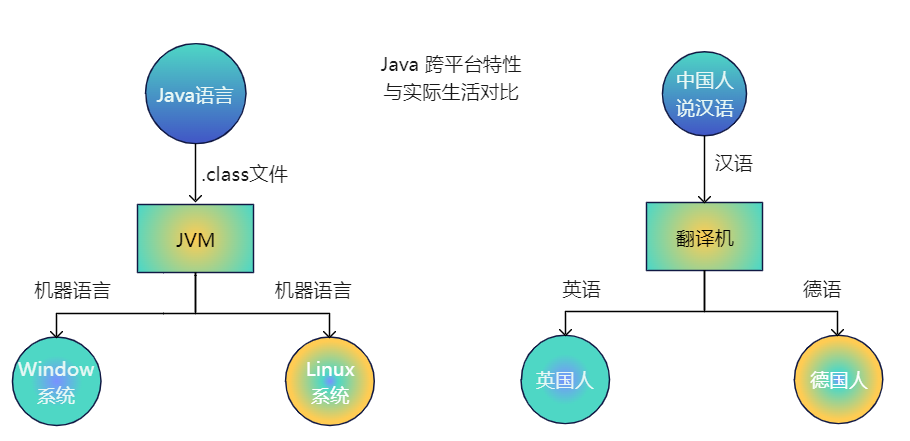 Java 跨平台特性
与实际生活对比
Java语言
.class文件
JVM
机器语言
机器语言
Window
系统
Linux
系统
中国人
说汉语
汉语
翻译机
英语
德语
英国人
德国人